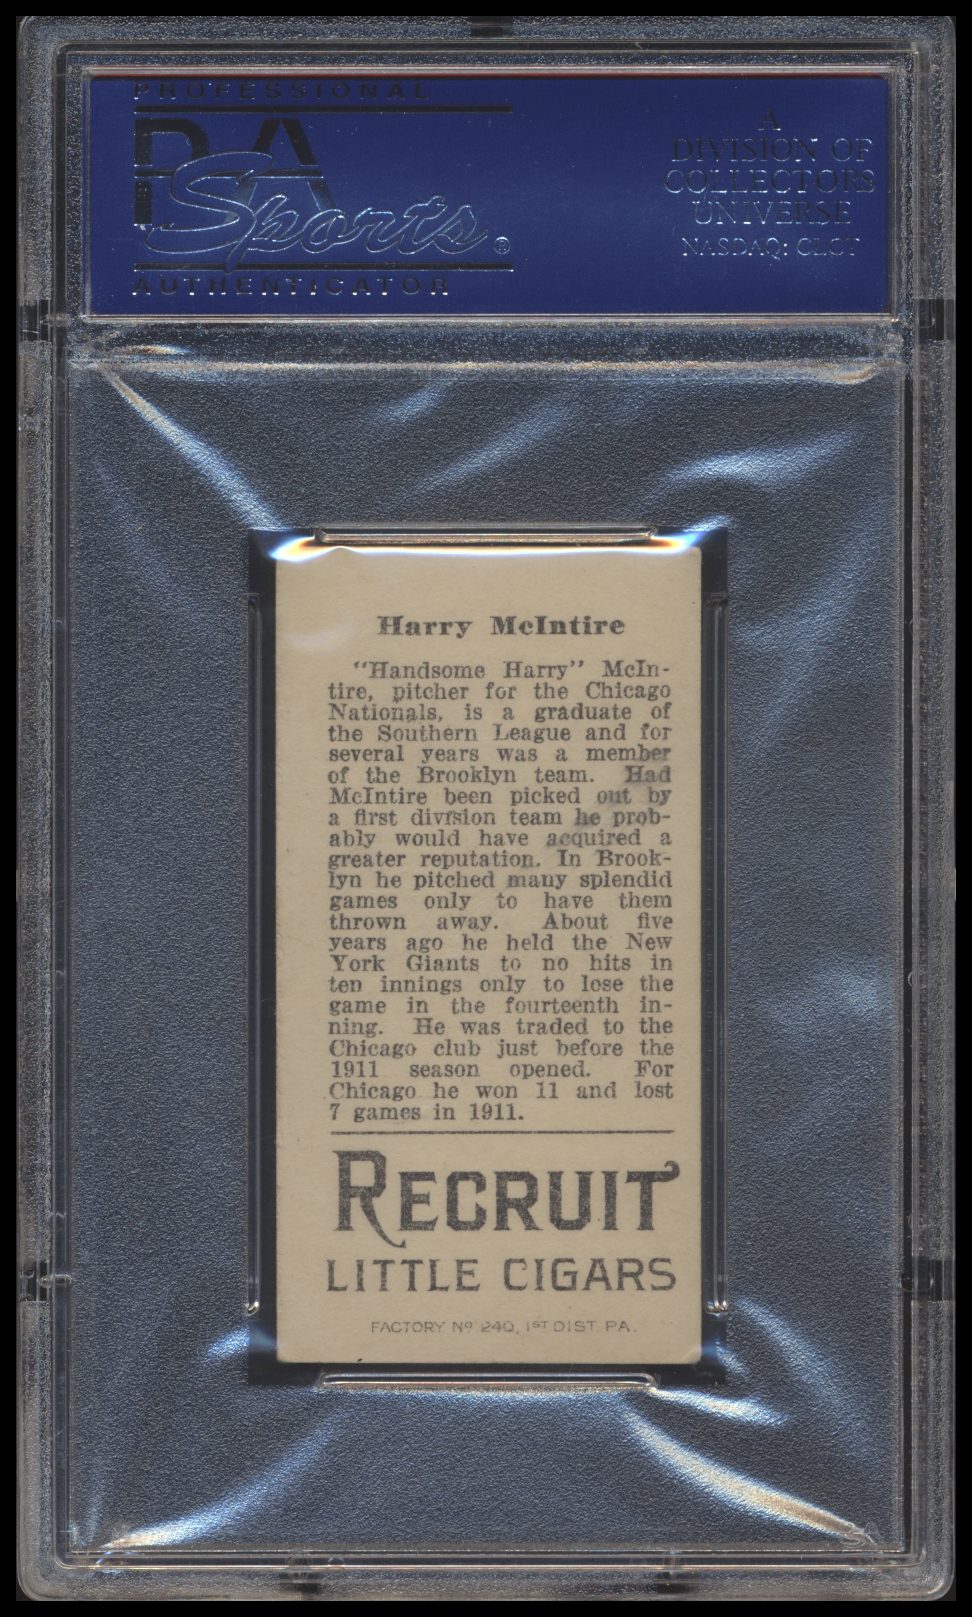 PROFESSIONAL
PSA
Sports®
AUTHENTICATOR
A
DIVISION OF
COLLECTORS
UNIVERSE
NASDAQ: CLCT
Harry McIntire
"Handsome Harry" McIn-
tire, pitcher for the Chicago
Nationals, is a graduate of
the Southern League and for
several years was a member
of the Brooklyn team. Had
McIntire been picked out by
a first division team he prob-
ably would have acquired a
greater reputation. In Brook-
lyn he pitched many splendid
games only to have them
thrown away. About five
years ago he held the New
York Giants to no hits in
ten innings only to lose the
game in the fourteenth in-
ning. He was traded to the
Chicago club just before the
1911 season opened. For
Chicago he won 11 and lost
7 games in 1911.
RECRUIT
LITTLE CIGARS
FACTORY Nº 240, 1ST DIST. PA.